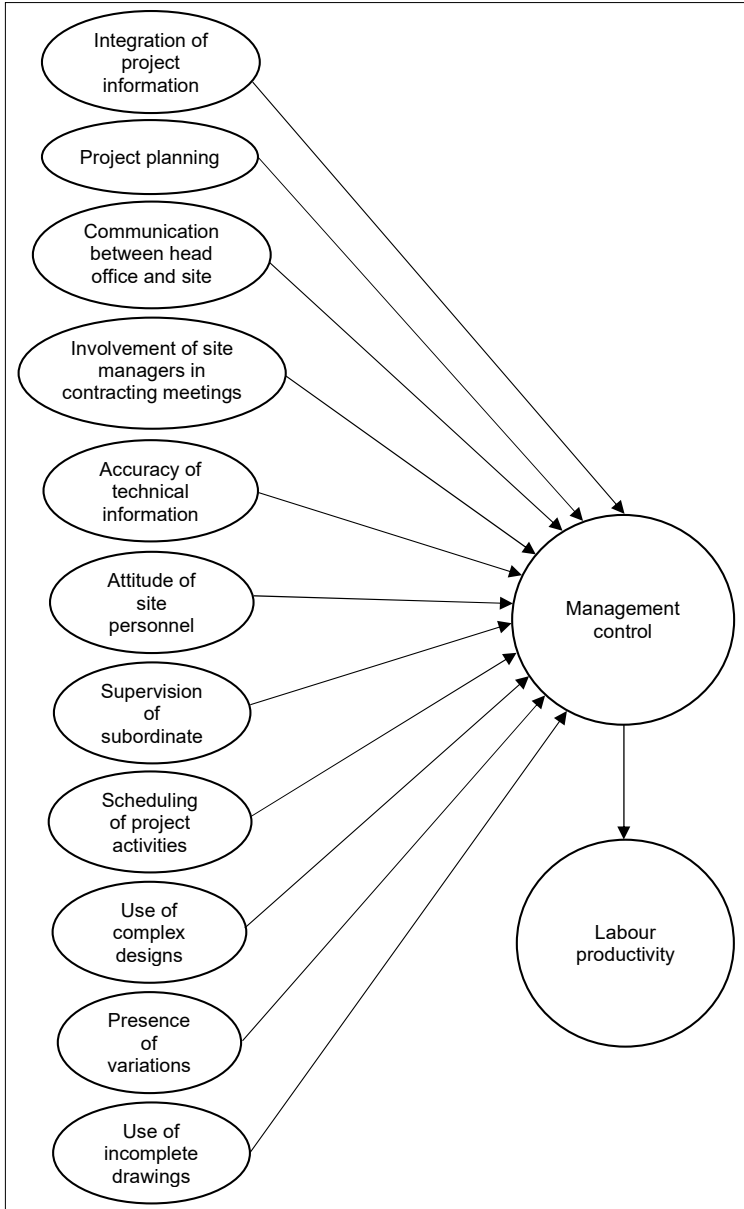 Integration of
project
information
Project planning
Communication
between head
office and site
Involvement of site
managers in
contracting meetings
Accuracy of
technical
information
Attitude of
site
personnel
Supervision
of
subordinate
Scheduling
of project
activities
Use of
complex
designs
Presence
of
variations
Use of
incomplete
drawings
Management
control
Labour
productivity